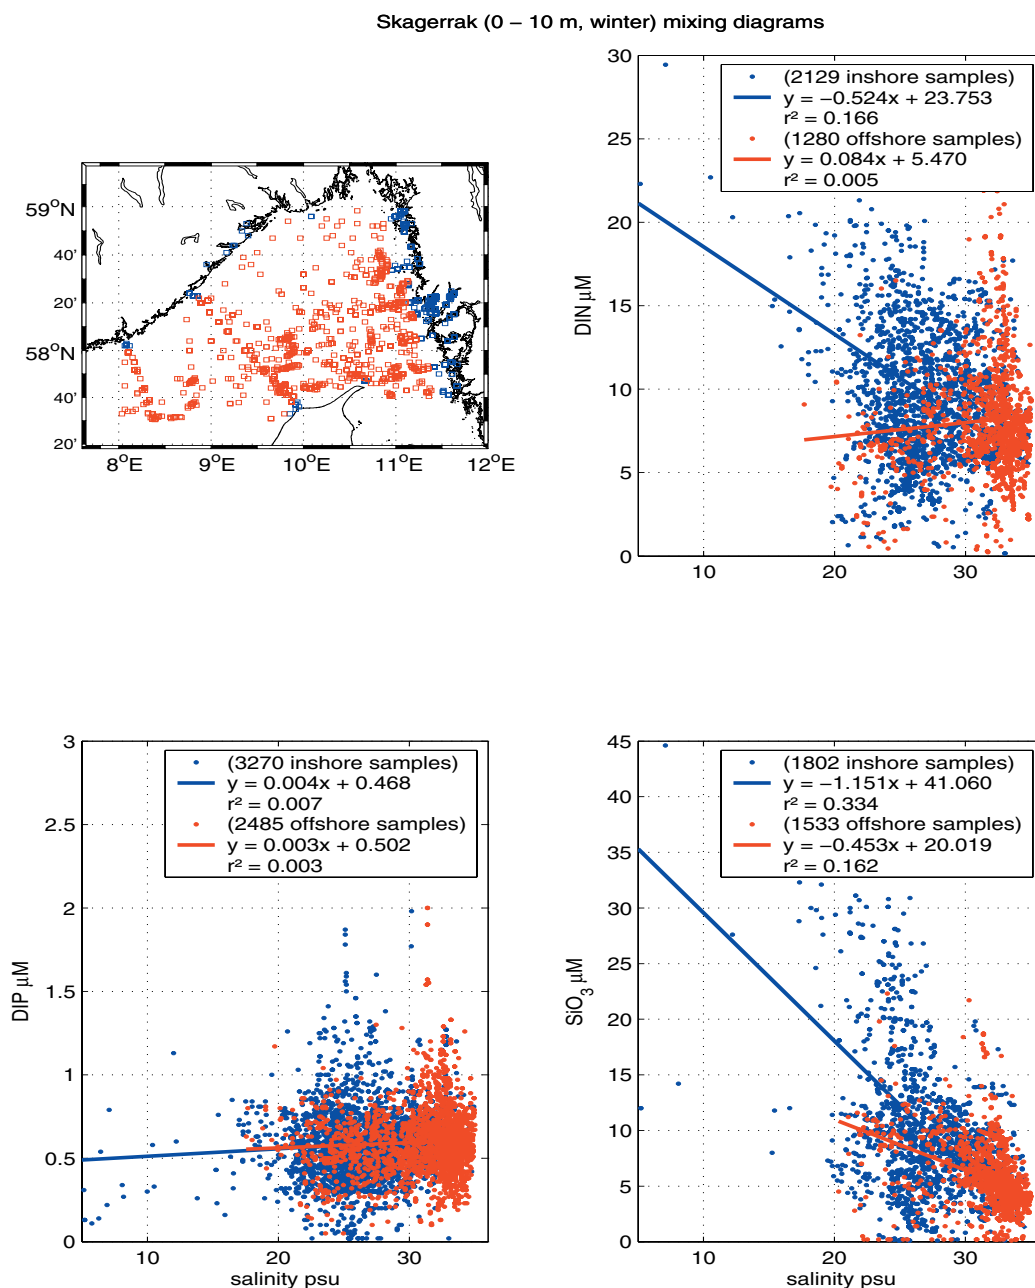 Skagerrak (0 – 10 m, winter) mixing diagrams
59°N
40'
20'
58°N
40'
20'
8°E
9°E
10°E
11°E
12°E
30
25
20
15
10
5
0
DIN µM
10
20
30
(2129 inshore samples)
y = −0.524x + 23.753
r² = 0.166
(1280 offshore samples)
y = 0.084x + 5.470
r² = 0.005
3
2.5
2
1.5
1
0.5
0
DIP µM
10
20
30
salinity psu
(3270 inshore samples)
y = 0.004x + 0.468
r² = 0.007
(2485 offshore samples)
y = 0.003x + 0.502
r² = 0.003
45
40
35
30
25
20
15
10
5
0
SiO₃ µM
10
20
30
salinity psu
(1802 inshore samples)
y = −1.151x + 41.060
r² = 0.334
(1533 offshore samples)
y = −0.453x + 20.019
r² = 0.162